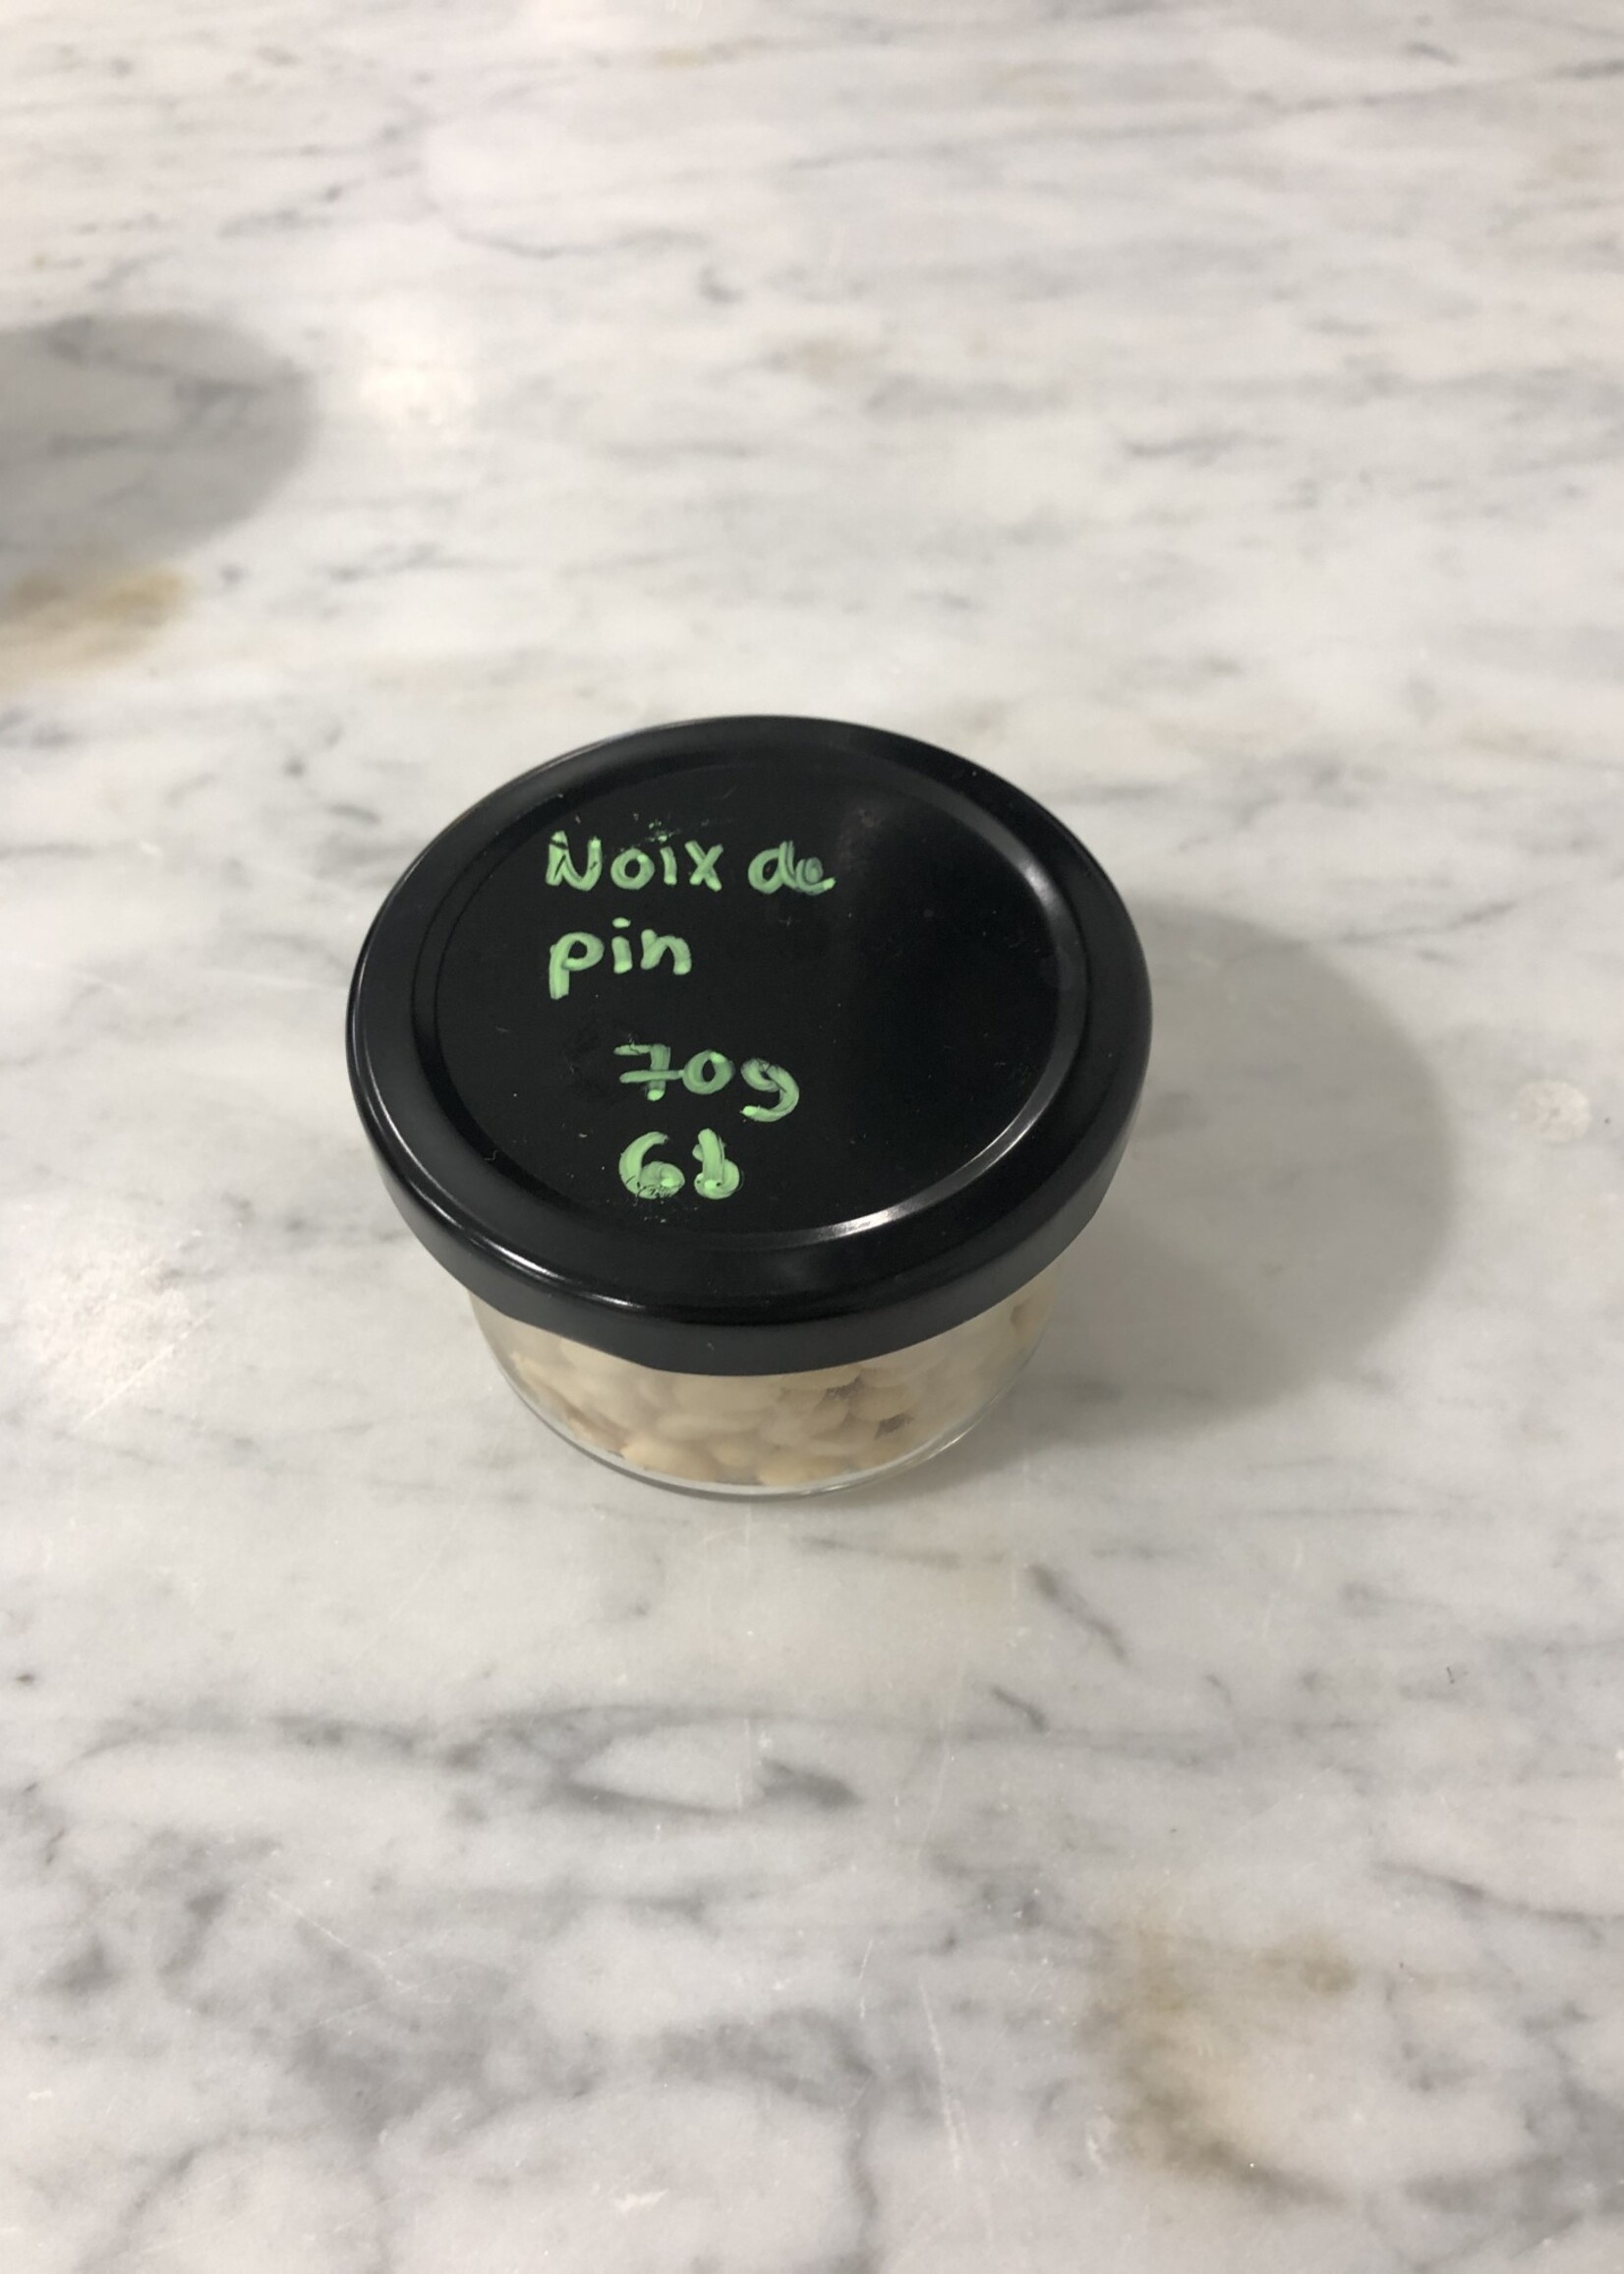 Noix de
pin
70g
6$